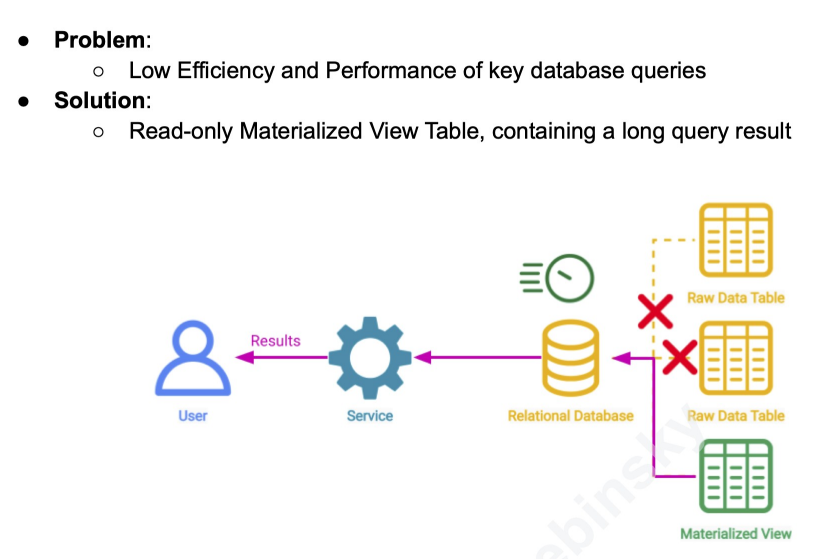 ● Problem:
○ Low Efficiency and Performance of key database queries
● Solution:
○ Read-only Materialized View Table, containing a long query result
Raw Data Table
Results
User
Service
Relational Database
Raw Data Table
Materialized View